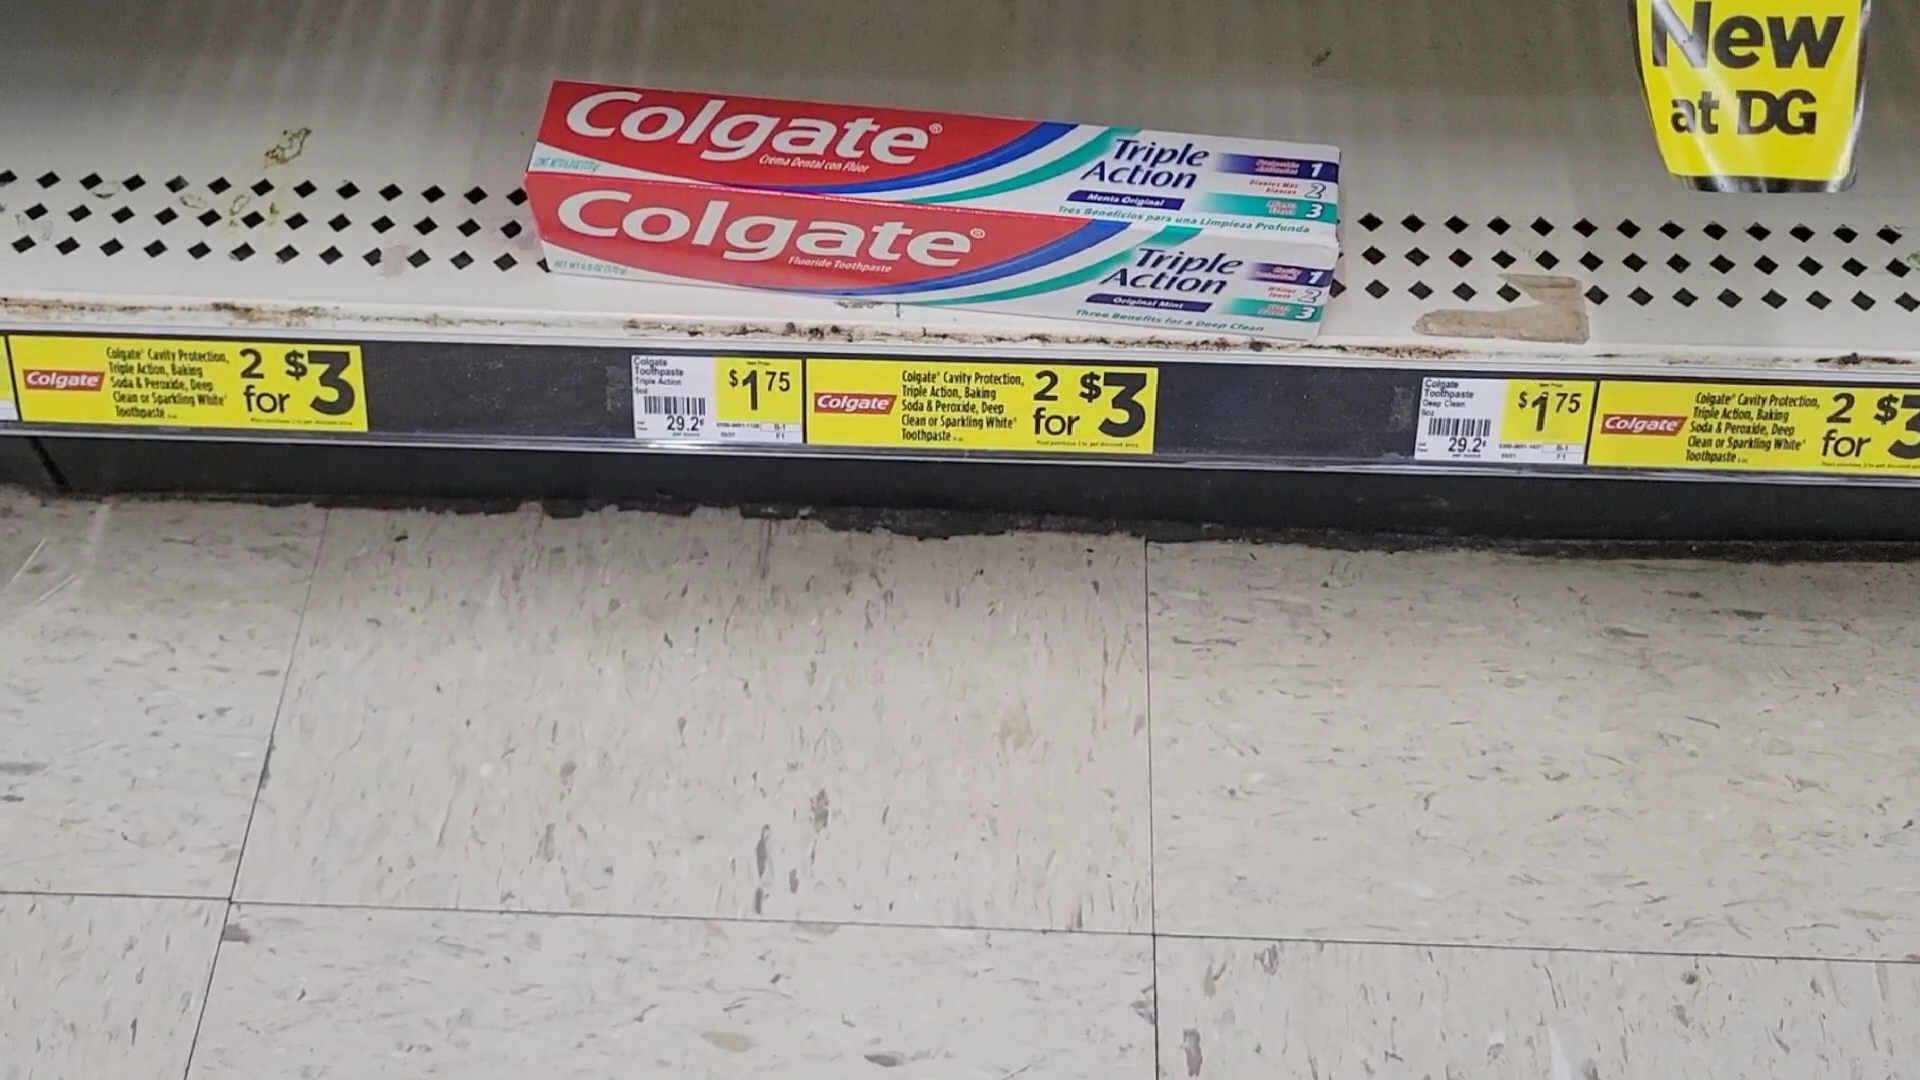 New
at DG
Colgate®
Crema Dental con Flúor
Triple
Action
Menta Original
1
2
3
Tres Beneficios para una Limpieza Profunda
Colgate®
Fluoride Toothpaste
NET WT 6.0 OZ (170 g)
Triple
Action
Original Mint
1
2
3
Three Benefits for a Deep Clean
Colgate
Colgate® Cavity Protection,
Triple Action, Baking
Soda & Peroxide, Deep
Clean or Sparkling White®
Toothpaste
2 for $3
Colgate
Toothpaste
Triple Action
6oz
29.2¢
$1.75
Colgate
Colgate® Cavity Protection,
Triple Action, Baking
Soda & Peroxide, Deep
Clean or Sparkling White®
Toothpaste
2 for $3
Colgate
Toothpaste
Deep Clean
6oz
29.2¢
$1.75
Colgate
Colgate® Cavity Protection,
Triple Action, Baking
Soda & Peroxide, Deep
Clean or Sparkling White®
Toothpaste
2 for $3